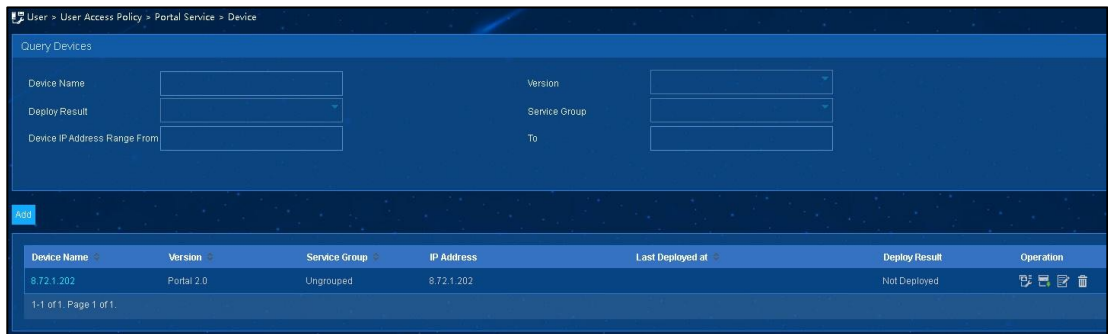 User > User Access Policy > Portal Service > Device
Query Devices
Device Name
Version
Deploy Result
Service Group
Device IP Address Range From
To
Add
Device Name Version Service Group IP Address Last Deployed at Deploy Result Operation
8.72.1.202 Portal 2.0 Ungrouped 8.72.1.202 Not Deployed
1-1 of 1. Page 1 of 1.